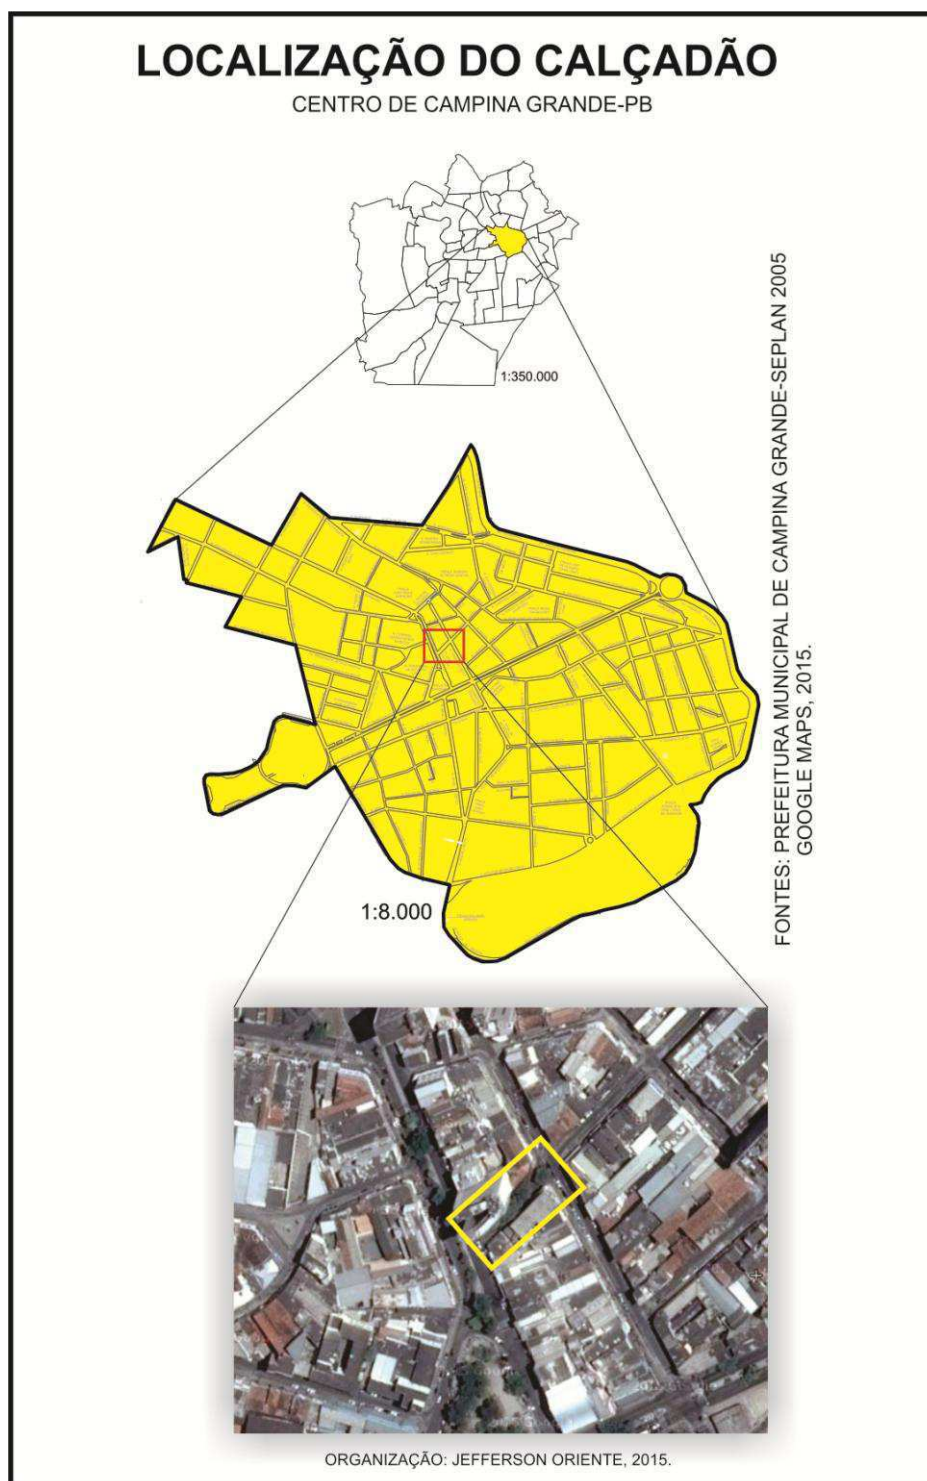 LOCALIZAÇÃO DO CALÇADÃO
CENTRO DE CAMPINA GRANDE-PB
1:350.000
FONTES: PREFEITURA MUNICIPAL DE CAMPINA GRANDE-SEPLAN 2005
GOOGLE MAPS, 2015.
1:8.000
ORGANIZAÇÃO: JEFFERSON ORIENTE, 2015.